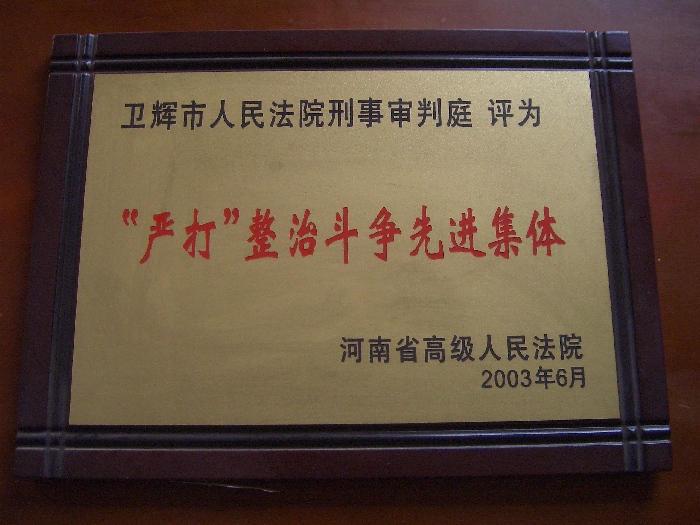 卫辉市人民法院刑事审判庭 评为
“严打”整治斗争先进集体
河南省高级人民法院
2003年6月